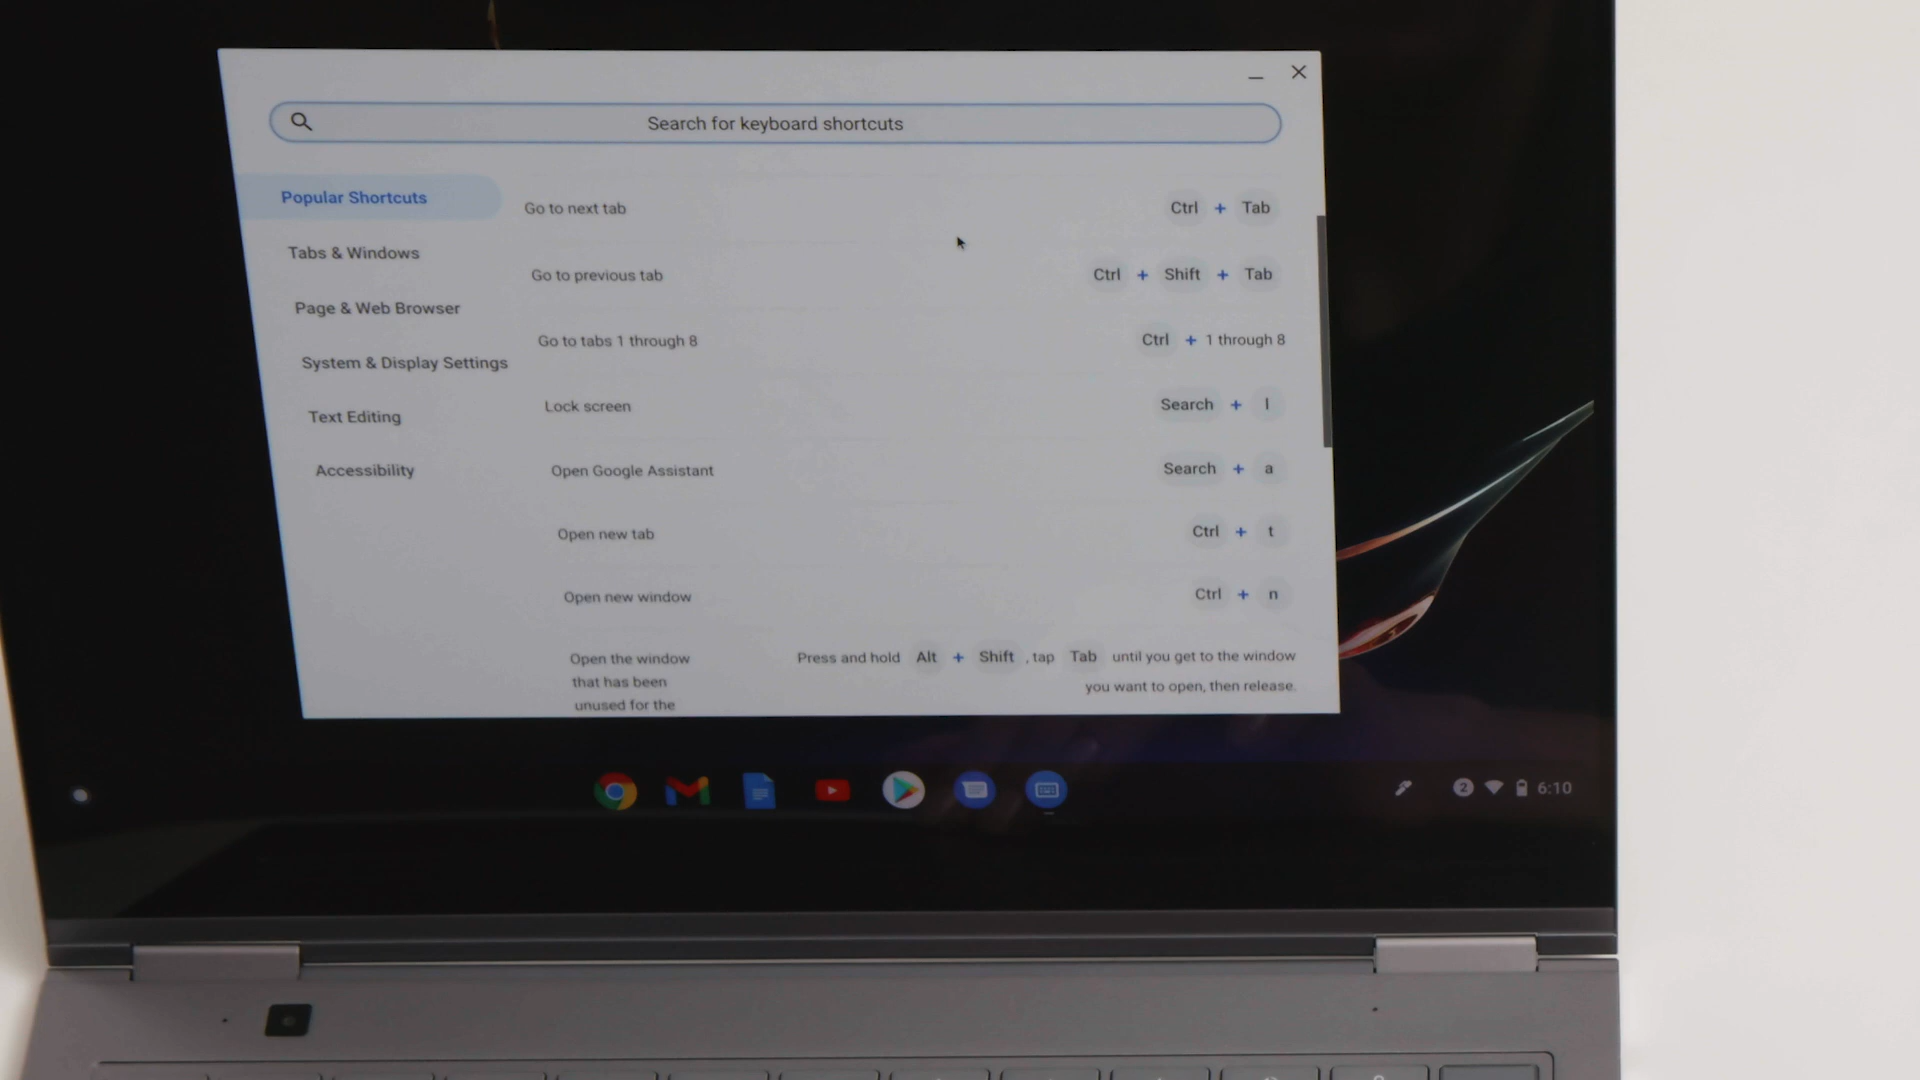 Search for keyboard shortcuts
Popular Shortcuts
Tabs & Windows
Page & Web Browser
System & Display Settings
Text Editing
Accessibility
Go to next tab
Ctrl + Tab
Go to previous tab
Ctrl + Shift + Tab
Go to tabs 1 through 8
Ctrl + 1 through 8
Lock screen
Search + l
Open Google Assistant
Search + a
Open new tab
Ctrl + t
Open new window
Ctrl + n
Open the window
that has been
unused for the
Press and hold Alt + Shift , tap Tab until you get to the window
you want to open, then release.
2 6:10